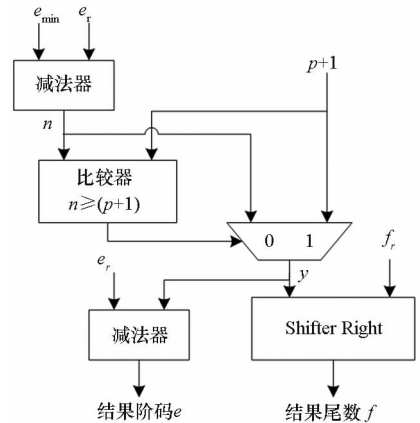 e_min e_r
减法器
p+1
n
比较器
n≥(p+1)
0 1
e_r y f_r
减法器 Shifter Right
结果阶码e 结果尾数 f